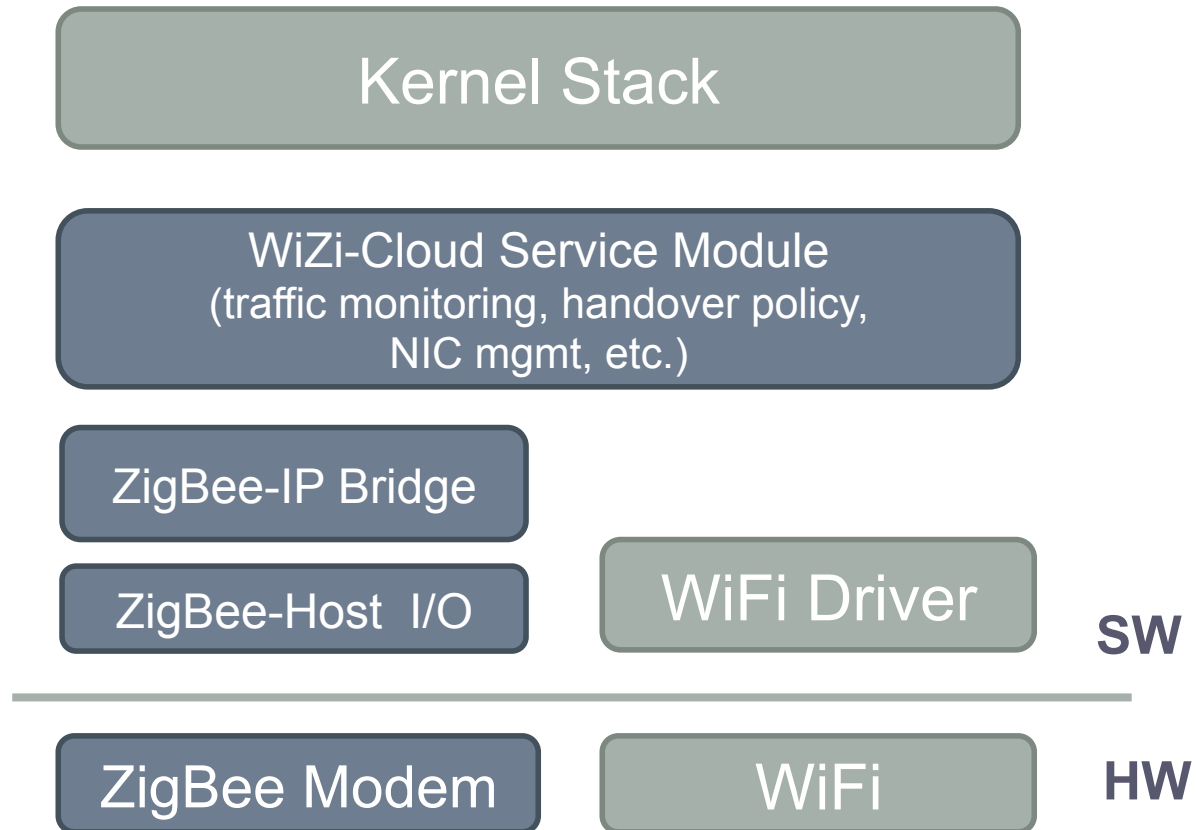 Kernel Stack
WiZi-Cloud Service Module
(traffic monitoring, handover policy,
NIC mgmt, etc.)
ZigBee-IP Bridge
ZigBee-Host I/O
WiFi Driver
SW
ZigBee Modem
WiFi
HW